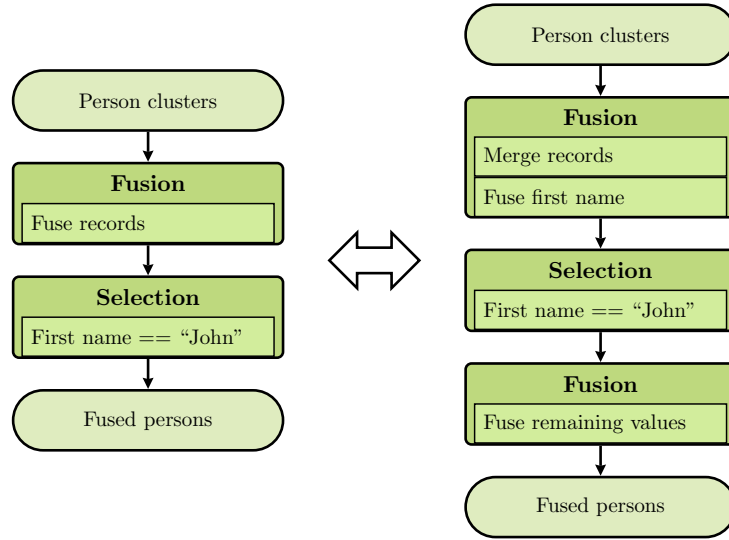 Person clusters
Fusion
Fuse records
Selection
First name == “John”
Fused persons
Person clusters
Fusion
Merge records
Fuse first name
Selection
First name == “John”
Fusion
Fuse remaining values
Fused persons